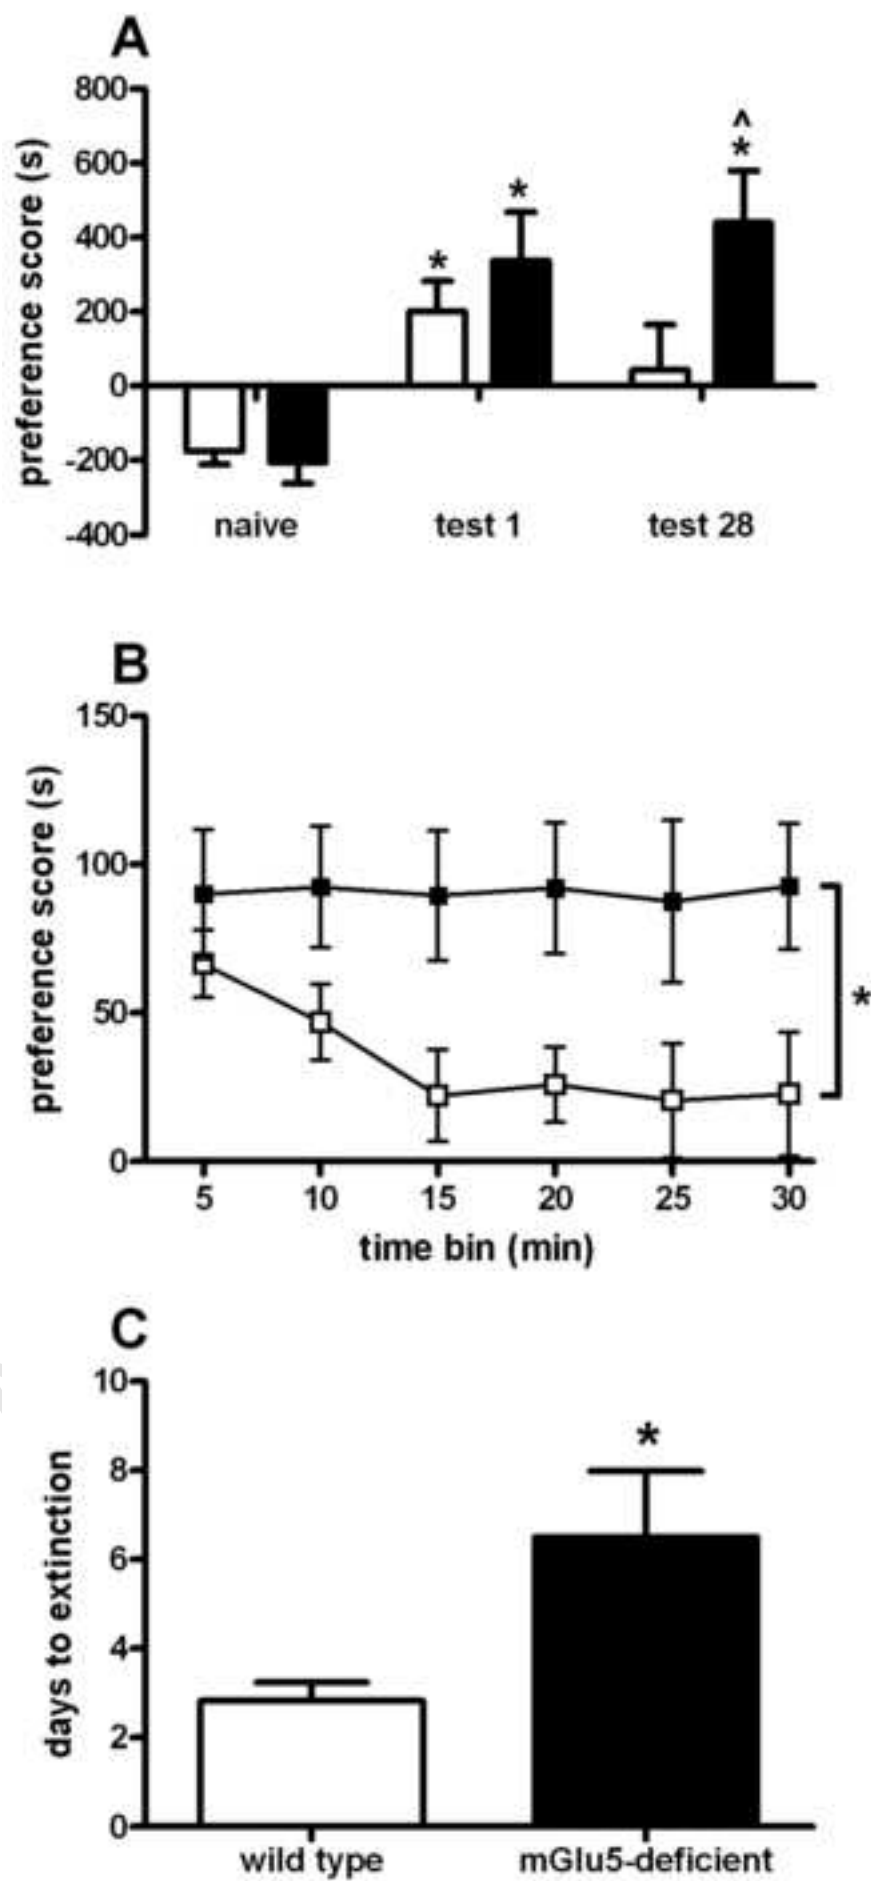 A
preference score (s)
800
600
400
200
0
-200
-400
* * ^ *
naive test 1 test 28
B
preference score (s)
150
100
50
0
*
5 10 15 20 25 30
time bin (min)
C
days to extinction
10
8
6
4
2
0
*
wild type mGlu5-deficient